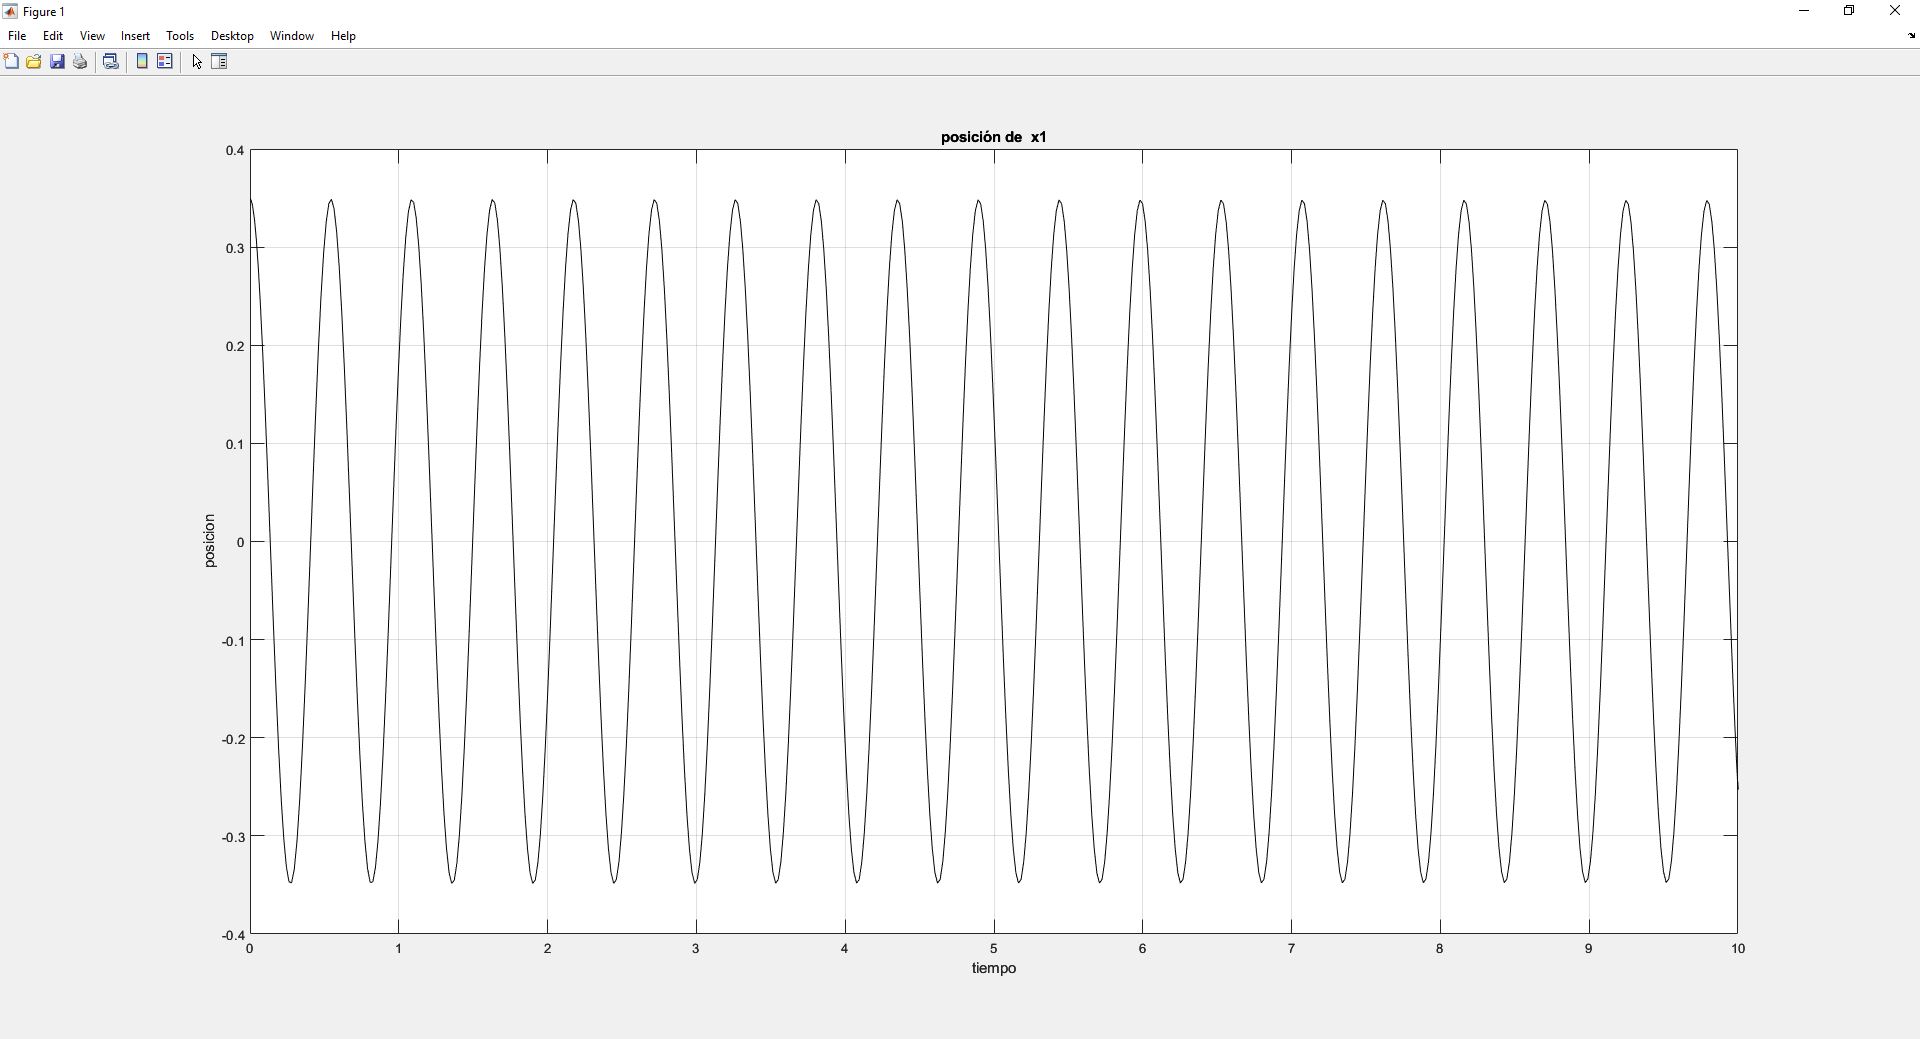 Figure 1
File Edit View Insert Tools Desktop Window Help
posición de  x1
0.4
0.3
0.2
0.1
0
-0.1
-0.2
-0.3
-0.4
posicion
0 1 2 3 4 5 6 7 8 9 10
tiempo